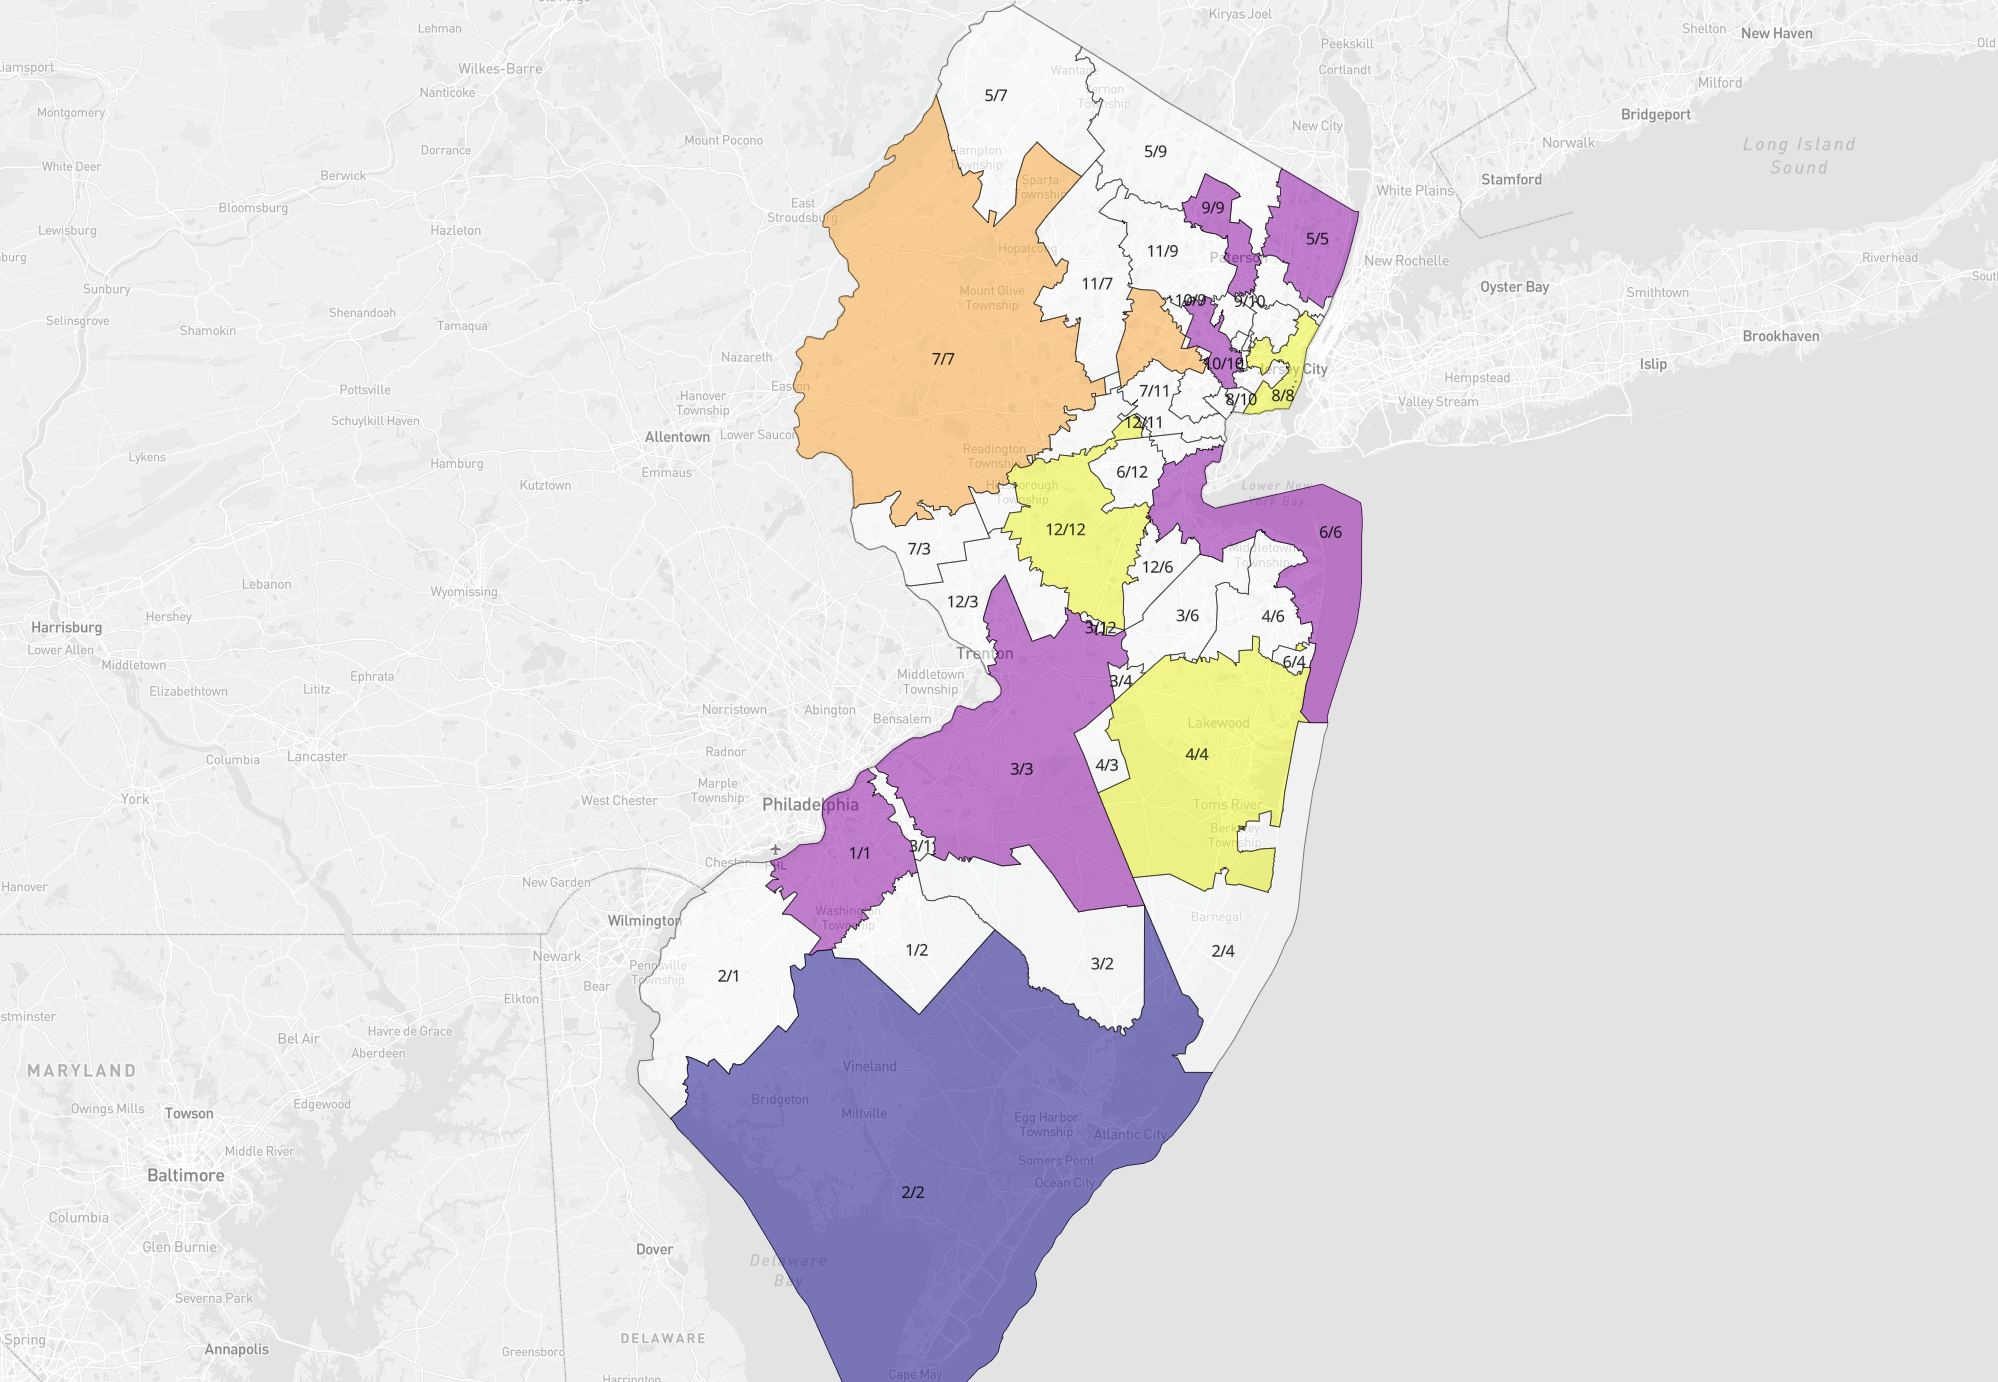 Lehman
Kiryas Joel
Shelton
New Haven
Peekskill
Wilkes-Barre
Cortlandt
Wantage
Milford
Nanticoke
5/7
Township
Montgomery
Bridgeport
New City
Mount Pocono
Norwalk
Long Island
Sound
Dorrance
Hampton
Township
5/9
White Deer
Berwick
Sparta
Township
Stamford
White Plains
East
Stroudsburg
Bloomsburg
9/9
Lewisburg
Hazleton
5/5
Hopatcong
11/9
Paterson
New Rochelle
Riverhead
11/7
Sunbury
Mount Olive
Township
10/9
9/10
Oyster Bay
Smithtown
Selinsgrove
Shenandoah
Tamaqua
Shamokin
Brookhaven
Nazareth
7/7
10/10
Jersey City
Islip
Easton
Hempstead
Pottsville
Hanover
Township
7/11
8/10
8/8
Valley Stream
Schuylkill Haven
12/11
Allentown
Lower Saucon
Readington
Township
Lykens
Hamburg
Emmaus
6/12
Kutztown
Hillsborough
Township
Lower New
York Bay
12/12
6/6
7/3
Middletown
Township
12/6
Lebanon
Wyomissing
12/3
Hershey
3/6
4/6
Harrisburg
3/12
Lower Allen
Trenton
6/4
Middletown
Ephrata
Middletown
Township
3/4
Elizabethtown
Lititz
Norristown
Abington
Bensalem
Lakewood
Radnor
4/4
Columbia
Lancaster
4/3
3/3
Marple
Township
York
West Chester
Philadelphia
Toms River
Berkeley
Township
3/1
1/1
Chester
PHL
New Garden
Hanover
Washington
Township
Barnegat
Wilmington
1/2
2/4
Newark
3/2
Pennsville
Township
2/1
Bear
Elkton
Bel Air
Havre de Grace
Aberdeen
Vineland
MARYLAND
Bridgeton
Millville
Owings Mills
Towson
Edgewood
Egg Harbor
Township
Atlantic City
Middle River
Somers Point
Baltimore
Ocean City
2/2
Columbia
Glen Burnie
Dover
Delaware
Bay
Severna Park
Spring
DELAWARE
Annapolis
Greensboro
Cape May
Harrington